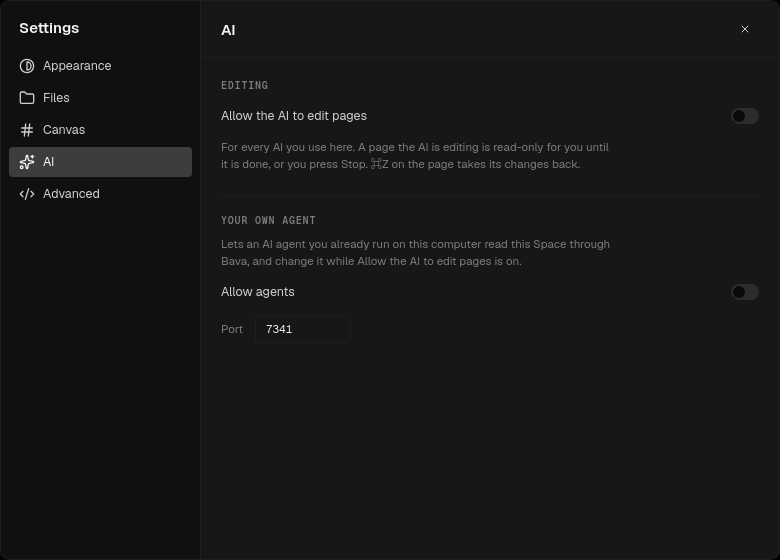 Settings
Appearance
Files
Canvas
AI
Advanced
AI
EDITING
Allow the AI to edit pages
For every AI you use here. A page the AI is editing is read-only for you until
it is done, or you press Stop. ⌘Z on the page takes its changes back.
YOUR OWN AGENT
Lets an AI agent you already run on this computer read this Space through
Bava, and change it while Allow the AI to edit pages is on.
Allow agents
Port 7341